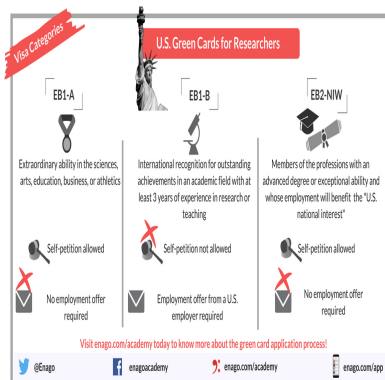 Visa Categories
U.S. Green Cards for Researchers
EB1-A
Extraordinary ability in the sciences,
arts, education, business, or athletics
Self-petition allowed
No employment offer
required
EB1-B
International recognition for outstanding
achievements in an academic field with at
least 3 years of experience in research or
teaching
Self-petition not allowed
Employment offer from a U.S.
employer required
EB2-NIW
Members of the professions with an
advanced degree or exceptional ability and
whose employment will benefit the "U.S.
national interest"
Self-petition allowed
No employment offer
required
Visit enago.com/academy today to know more about the green card application process!
@Enago
enagoacademy
enago.com/academy
enago.com/app